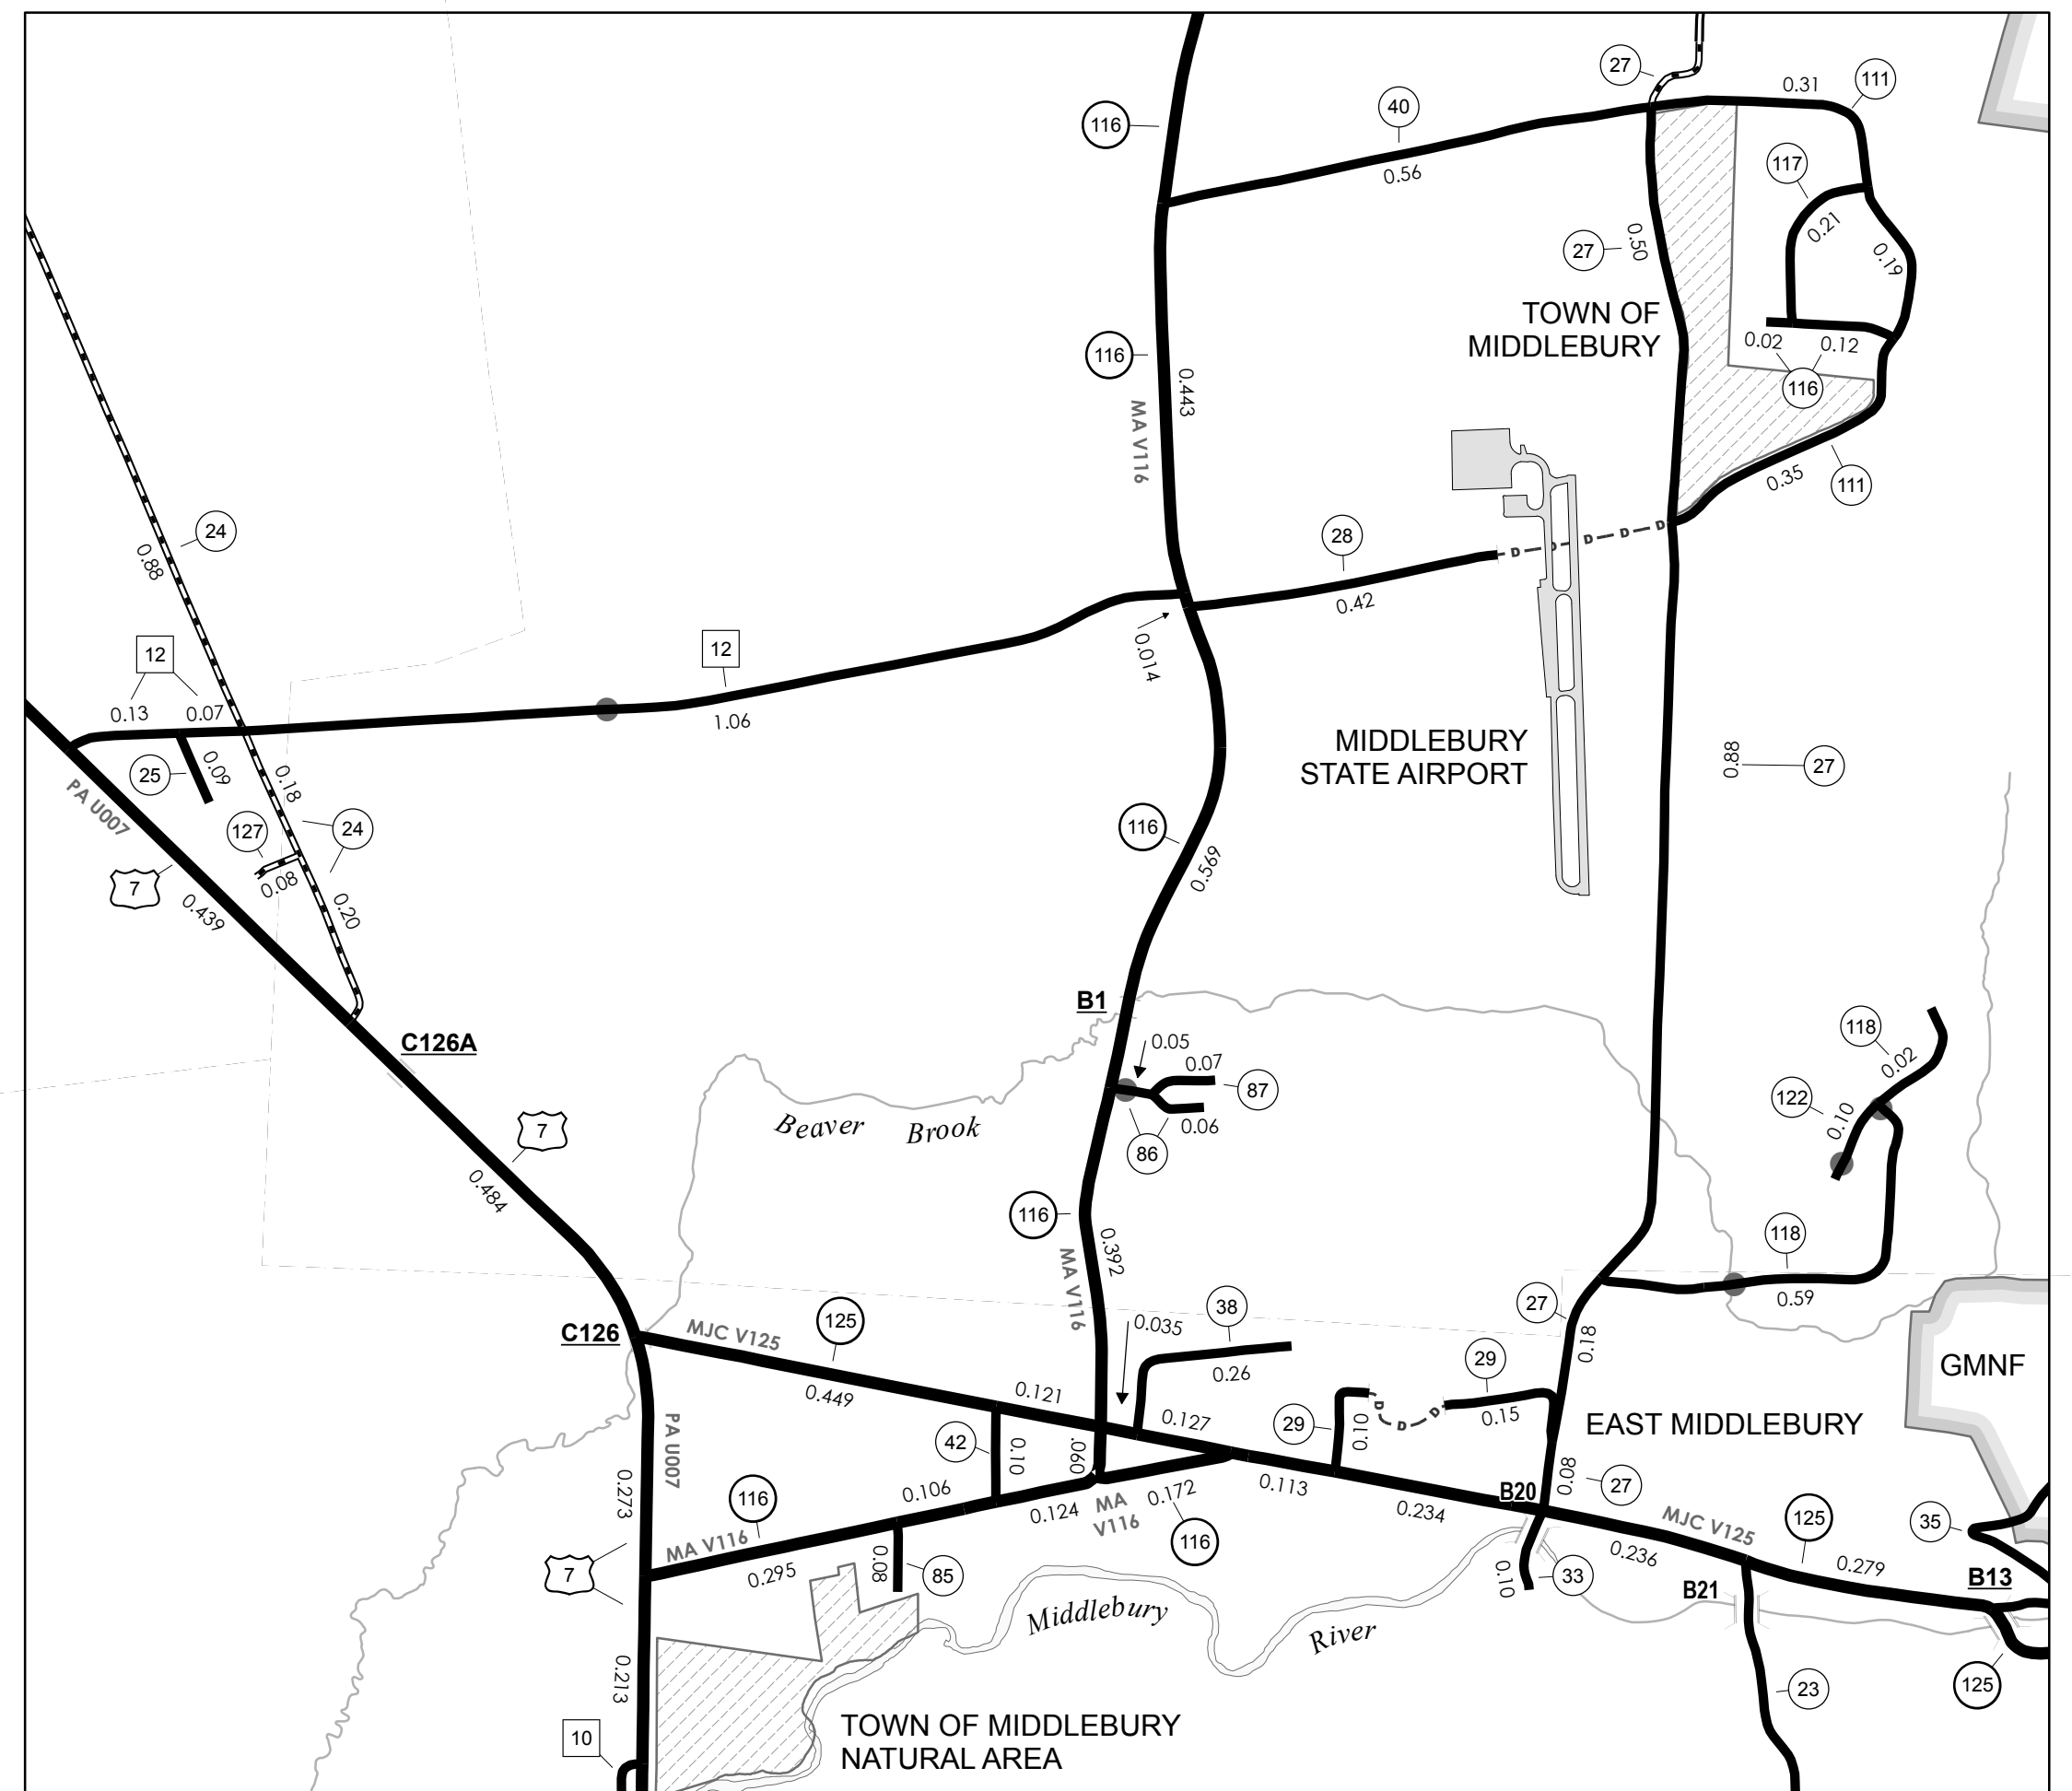 27
111
0.31
40
116
0.56
117
0.21
27
0.50
0.19
TOWN OF
MIDDLEBURY
0.02
0.12
116
116
0.443
MA V116
0.35
111
24
0.88
28
D
D
D
D
D
0.42
12
12
0.014
0.13
0.07
1.06
MIDDLEBURY
STATE AIRPORT
0.88
27
25
0.09
0.18
PA U007
127
24
116
0.08
7
0.439
0.20
0.569
B1
C126A
0.05
0.07
87
118
0.02
122
0.10
Beaver Brook
7
0.06
86
0.484
116
0.392
MA V116
118
0.59
27
38
0.035
0.18
C126
MJC V125
125
0.26
29
GMNF
0.449
0.121
0.127
29
D
D
D
0.10
0.15
EAST MIDDLEBURY
PA U007
42
0.10
.060
0.273
116
0.106
0.124
MA
V116
0.172
0.113
0.234
B20
0.08
27
MJC V125
125
35
MA V116
116
0.236
0.279
7
0.295
0.08
85
0.10
33
B21
B13
Middlebury River
0.213
125
23
10
TOWN OF MIDDLEBURY
NATURAL AREA